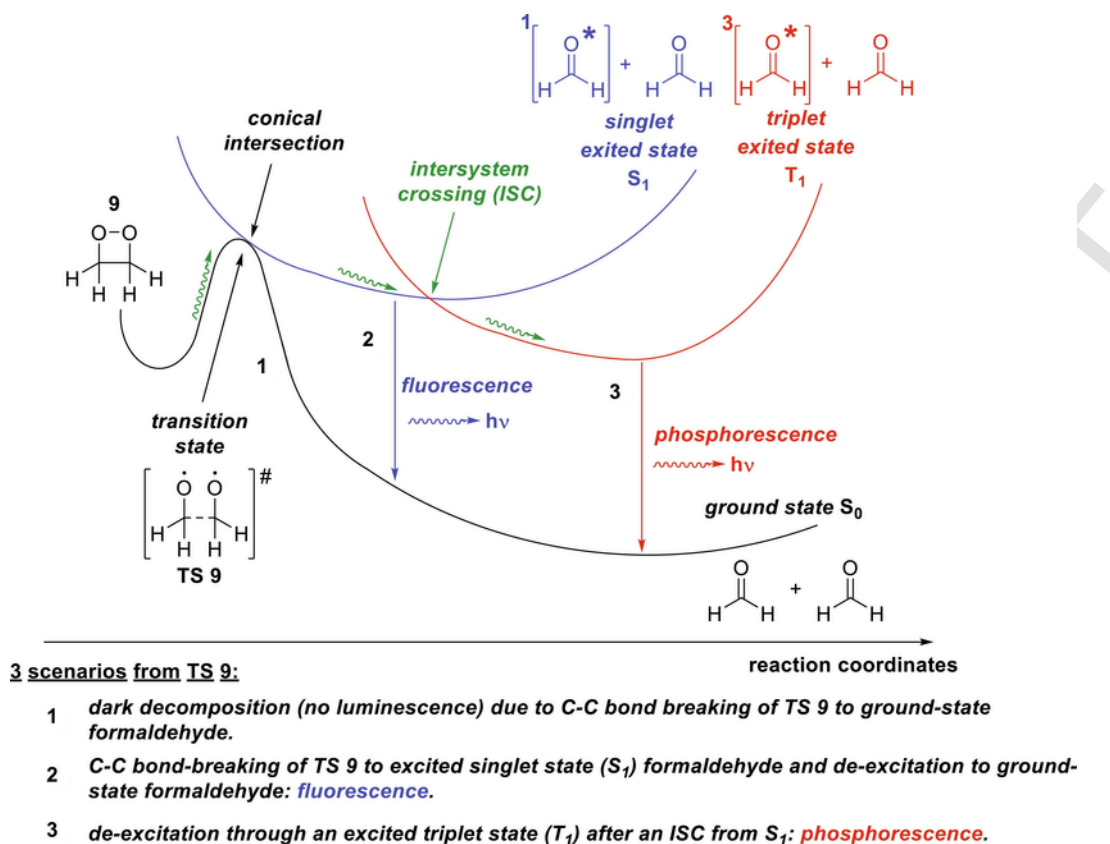 1 [ O * H H ] + O H H 3 [ O * H H ] + O H H
singlet
exited state
S1
triplet
exited state
T1
conical
intersection
intersystem
crossing (ISC)
9
O-O
H H H H
2
1
3
fluorescence
hν
phosphorescence
hν
transition
state
[ O O H H H H ] #
TS 9
ground state S0
O H H + O H H
reaction coordinates
3 scenarios from TS 9:
1 dark decomposition (no luminescence) due to C-C bond breaking of TS 9 to ground-state
formaldehyde.
2 C-C bond-breaking of TS 9 to excited singlet state (S1) formaldehyde and de-excitation to ground-
state formaldehyde: fluorescence.
3 de-excitation through an excited triplet state (T1) after an ISC from S1: phosphorescence.